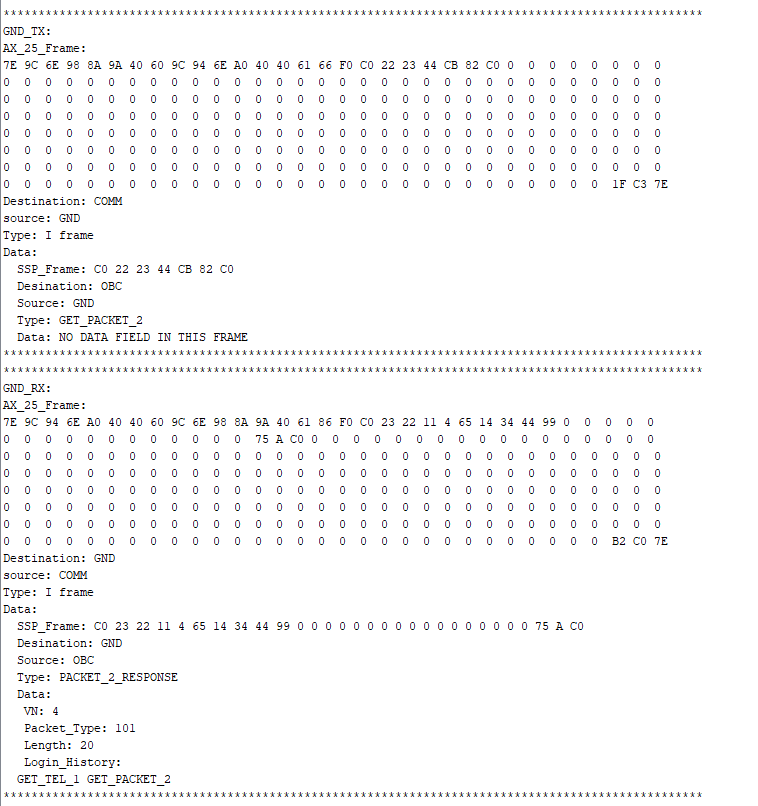 ****************************************************************************************************
GND_TX:
AX_25_Frame:
7E 9C 6E 98 8A 9A 40 60 9C 94 6E A0 40 40 61 66 F0 C0 22 23 44 CB 82 C0 0 0 0 0 0 0 0 0
0 0 0 0 0 0 0 0 0 0 0 0 0 0 0 0 0 0 0 0 0 0 0 0 0 0 0 0 0 0 0 0
0 0 0 0 0 0 0 0 0 0 0 0 0 0 0 0 0 0 0 0 0 0 0 0 0 0 0 0 0 0 0 0
0 0 0 0 0 0 0 0 0 0 0 0 0 0 0 0 0 0 0 0 0 0 0 0 0 0 0 0 0 0 0 0
0 0 0 0 0 0 0 0 0 0 0 0 0 0 0 0 0 0 0 0 0 0 0 0 0 0 0 0 0 0 0 0
0 0 0 0 0 0 0 0 0 0 0 0 0 0 0 0 0 0 0 0 0 0 0 0 0 0 0 0 0 0 0 0
0 0 0 0 0 0 0 0 0 0 0 0 0 0 0 0 0 0 0 0 0 0 0 0 0 0 0 0 0 0 0 0
0 0 0 0 0 0 0 0 0 0 0 0 0 0 0 0 0 0 0 0 0 0 0 0 0 0 0 0 0 1F C3 7E
Destination: COMM
source: GND
Type: I frame
Data:
SSP_Frame: C0 22 23 44 CB 82 C0
Desination: OBC
Source: GND
Type: GET_PACKET_2
Data: NO DATA FIELD IN THIS FRAME
****************************************************************************************************
****************************************************************************************************
GND_RX:
AX_25_Frame:
7E 9C 94 6E A0 40 40 60 9C 6E 98 8A 9A 40 61 86 F0 C0 23 22 11 4 65 14 34 44 99 0 0 0 0 0
0 0 0 0 0 0 0 0 0 0 0 0 75 A C0 0 0 0 0 0 0 0 0 0 0 0 0 0 0 0 0 0
0 0 0 0 0 0 0 0 0 0 0 0 0 0 0 0 0 0 0 0 0 0 0 0 0 0 0 0 0 0 0 0
0 0 0 0 0 0 0 0 0 0 0 0 0 0 0 0 0 0 0 0 0 0 0 0 0 0 0 0 0 0 0 0
0 0 0 0 0 0 0 0 0 0 0 0 0 0 0 0 0 0 0 0 0 0 0 0 0 0 0 0 0 0 0 0
0 0 0 0 0 0 0 0 0 0 0 0 0 0 0 0 0 0 0 0 0 0 0 0 0 0 0 0 0 0 0 0
0 0 0 0 0 0 0 0 0 0 0 0 0 0 0 0 0 0 0 0 0 0 0 0 0 0 0 0 0 0 0 0
0 0 0 0 0 0 0 0 0 0 0 0 0 0 0 0 0 0 0 0 0 0 0 0 0 0 0 0 0 B2 C0 7E
Destination: GND
source: COMM
Type: I frame
Data:
SSP_Frame: C0 23 22 11 4 65 14 34 44 99 0 0 0 0 0 0 0 0 0 0 0 0 0 0 0 0 0 75 A C0
Desination: GND
Source: OBC
Type: PACKET_2_RESPONSE
Data:
VN: 4
Packet_Type: 101
Length: 20
Login_History:
GET_TEL_1 GET_PACKET_2
****************************************************************************************************